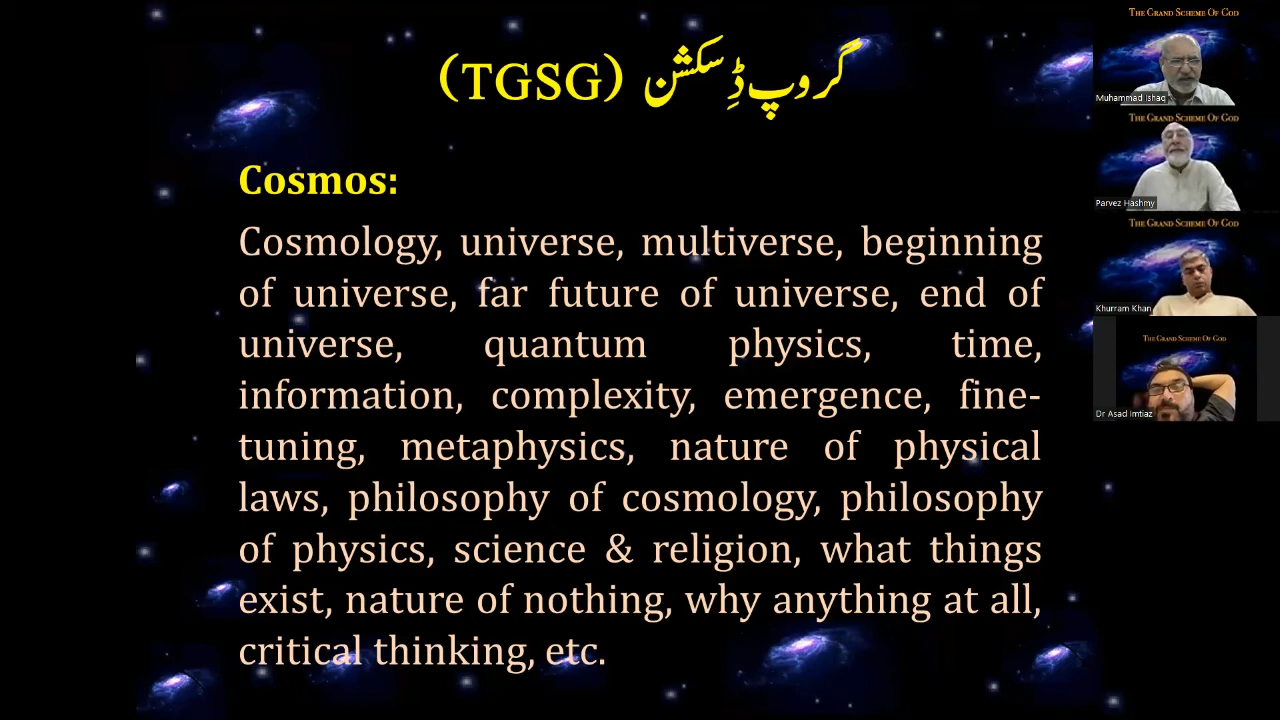 گروپ ڈِسکشن (TGSG)
Cosmos:
Cosmology, universe, multiverse, beginning
of universe, far future of universe, end of
universe, quantum physics, time,
information, complexity, emergence, fine-
tuning, metaphysics, nature of physical
laws, philosophy of cosmology, philosophy
of physics, science & religion, what things
exist, nature of nothing, why anything at all,
critical thinking, etc.
The Grand Scheme Of God
Muhammad Ishaq
The Grand Scheme Of God
Parvez Hashmy
The Grand Scheme Of God
Khurram Khan
The Grand Scheme Of God
Dr Asad Imtiaz